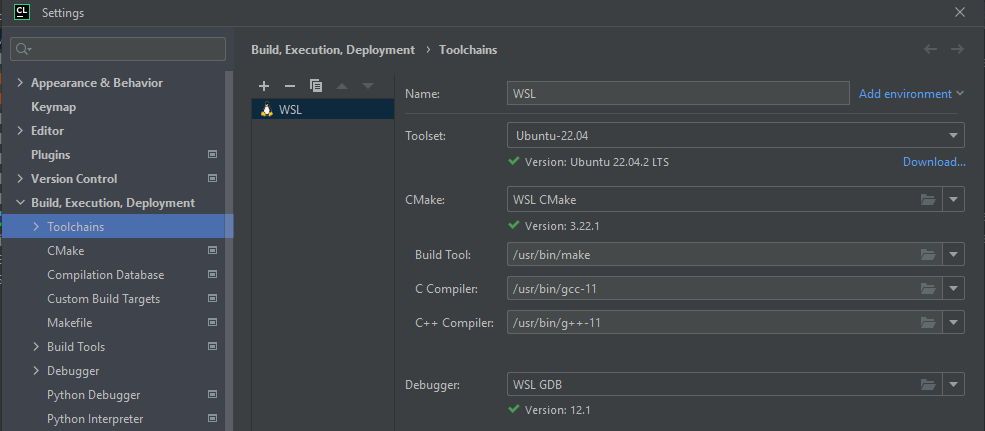 CL Settings
Build, Execution, Deployment › Toolchains
Appearance & Behavior
Keymap
Editor
Plugins
Version Control
Build, Execution, Deployment
Toolchains
CMake
Compilation Database
Custom Build Targets
Makefile
Build Tools
Debugger
Python Debugger
Python Interpreter
WSL
Name: WSL Add environment
Toolset: Ubuntu-22.04
Version: Ubuntu 22.04.2 LTS Download...
CMake: WSL CMake
Version: 3.22.1
Build Tool: /usr/bin/make
C Compiler: /usr/bin/gcc-11
C++ Compiler: /usr/bin/g++-11
Debugger: WSL GDB
Version: 12.1